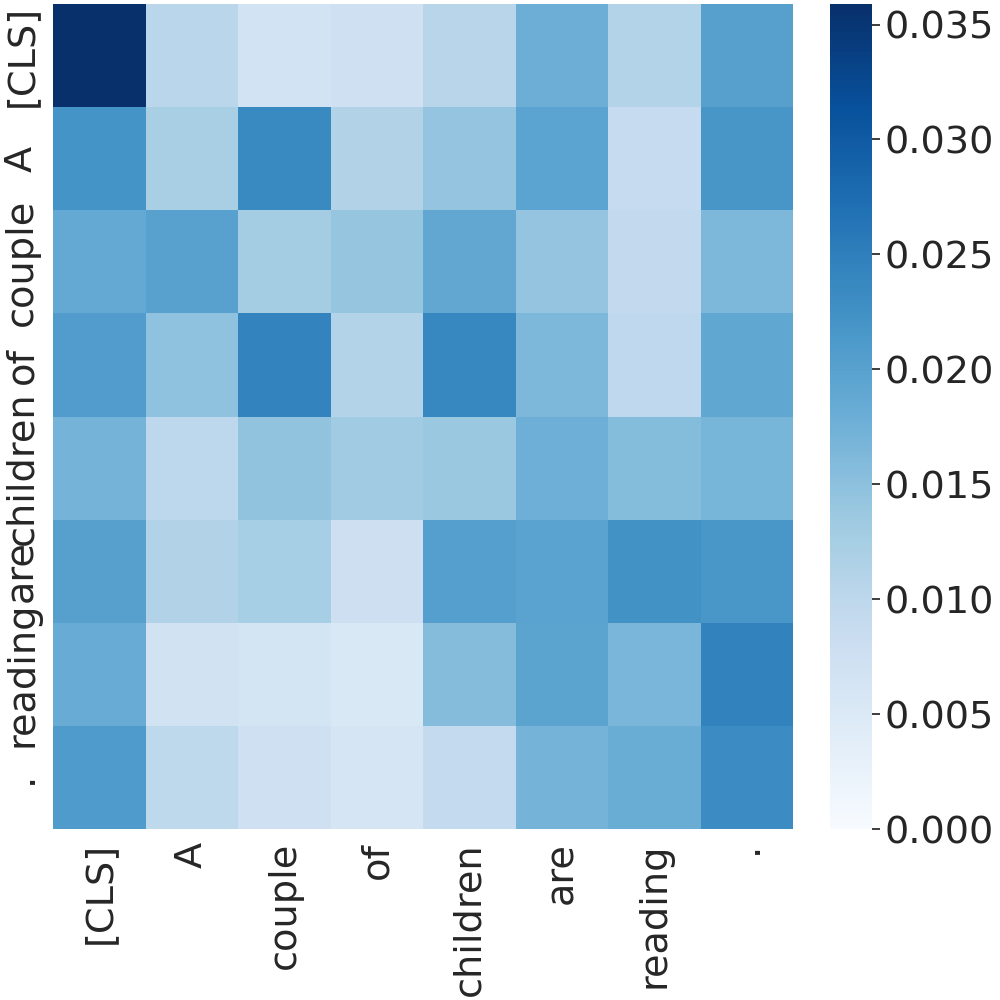 [CLS]
A
couple
of
children
are
reading
.
0.035
0.030
0.025
0.020
0.015
0.010
0.005
0.000
[CLS]
A
couple
of
children
are
reading
.